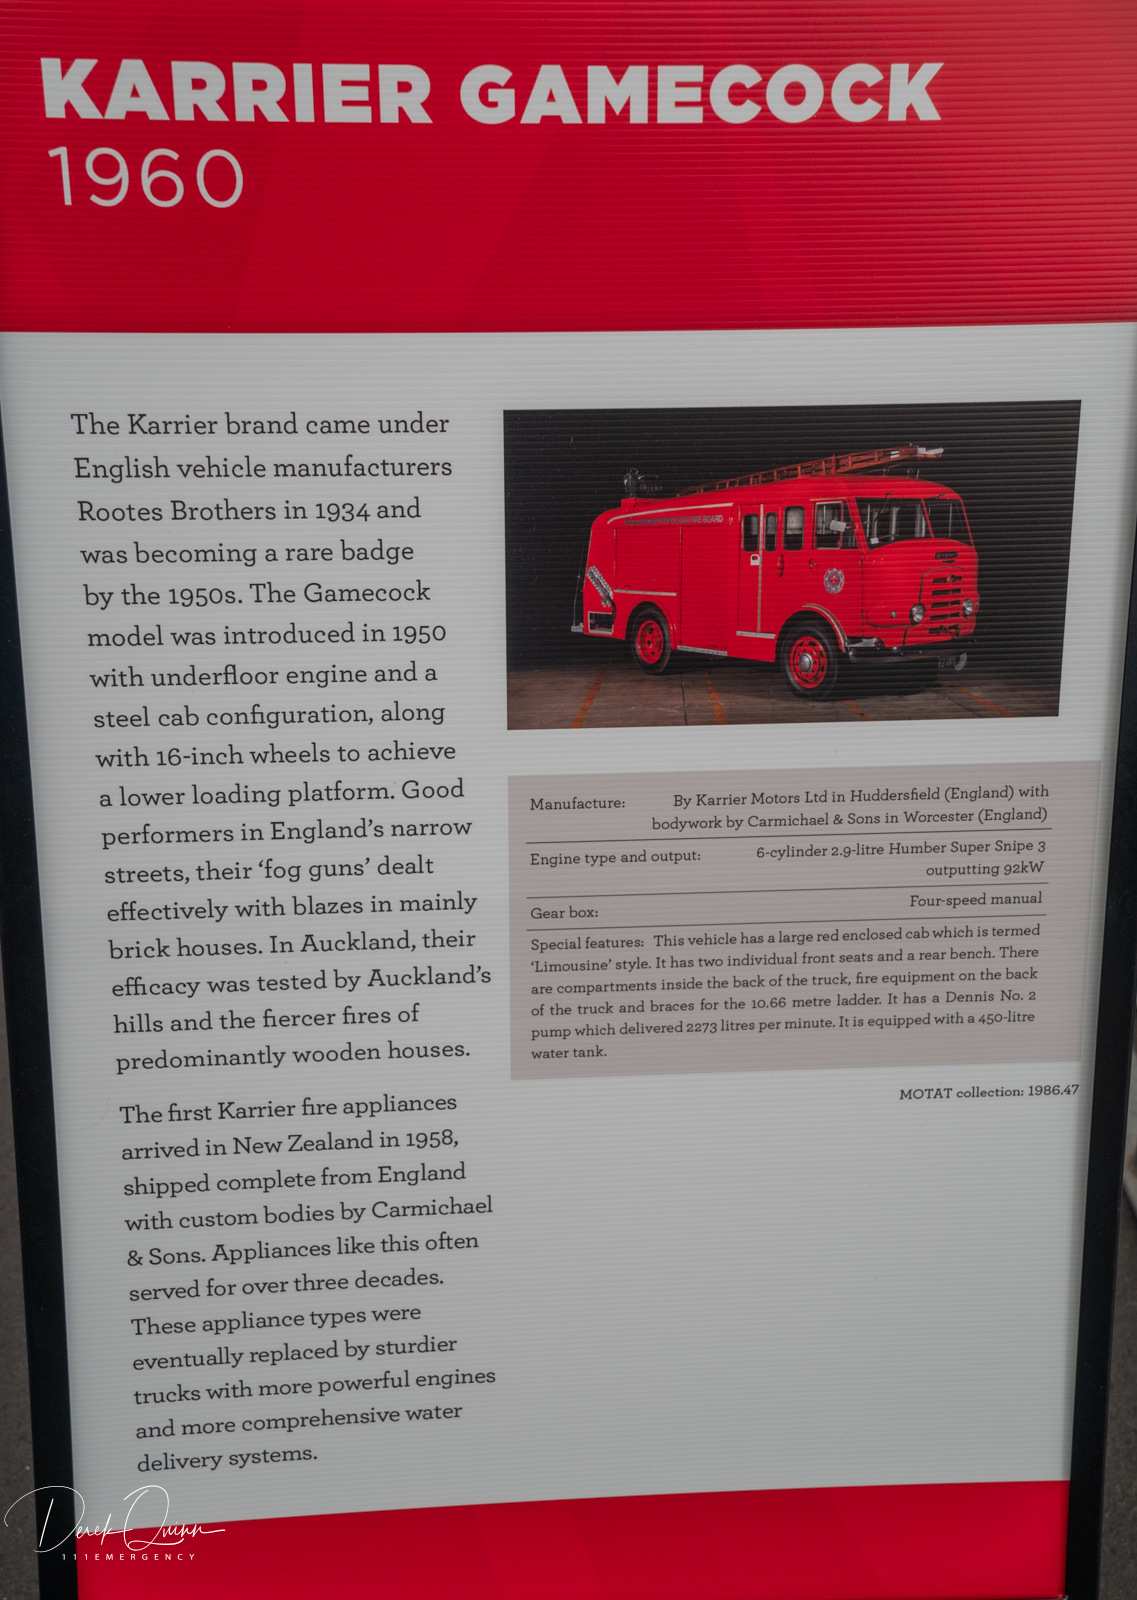 KARRIER GAMECOCK
1960
The Karrier brand came under
English vehicle manufacturers
Rootes Brothers in 1934 and
was becoming a rare badge
by the 1950s. The Gamecock
model was introduced in 1950
with underfloor engine and a
steel cab configuration, along
with 16-inch wheels to achieve
a lower loading platform. Good
performers in England's narrow
streets, their ‘fog guns’ dealt
effectively with blazes in mainly
brick houses. In Auckland, their
efficacy was tested by Auckland's
hills and the fiercer fires of
predominantly wooden houses.
The first Karrier fire appliances
arrived in New Zealand in 1958,
shipped complete from England
with custom bodies by Carmichael
& Sons. Appliances like this often
served for over three decades.
These appliance types were
eventually replaced by sturdier
trucks with more powerful engines
and more comprehensive water
delivery systems.
FIRE BOARD
Manufacture: By Karrier Motors Ltd in Huddersfield (England) with
bodywork by Carmichael & Sons in Worcester (England)
Engine type and output: 6-cylinder 2.9-litre Humber Super Snipe 3
outputting 92kW
Gear box: Four-speed manual
Special features: This vehicle has a large red enclosed cab which is termed
‘Limousine’ style. It has two individual front seats and a rear bench. There
are compartments inside the back of the truck, fire equipment on the back
of the truck and braces for the 10.66 metre ladder. It has a Dennis No. 2
pump which delivered 2273 litres per minute. It is equipped with a 450-litre
water tank.
MOTAT collection: 1986.47
Derek Quinn
111EMERGENCY